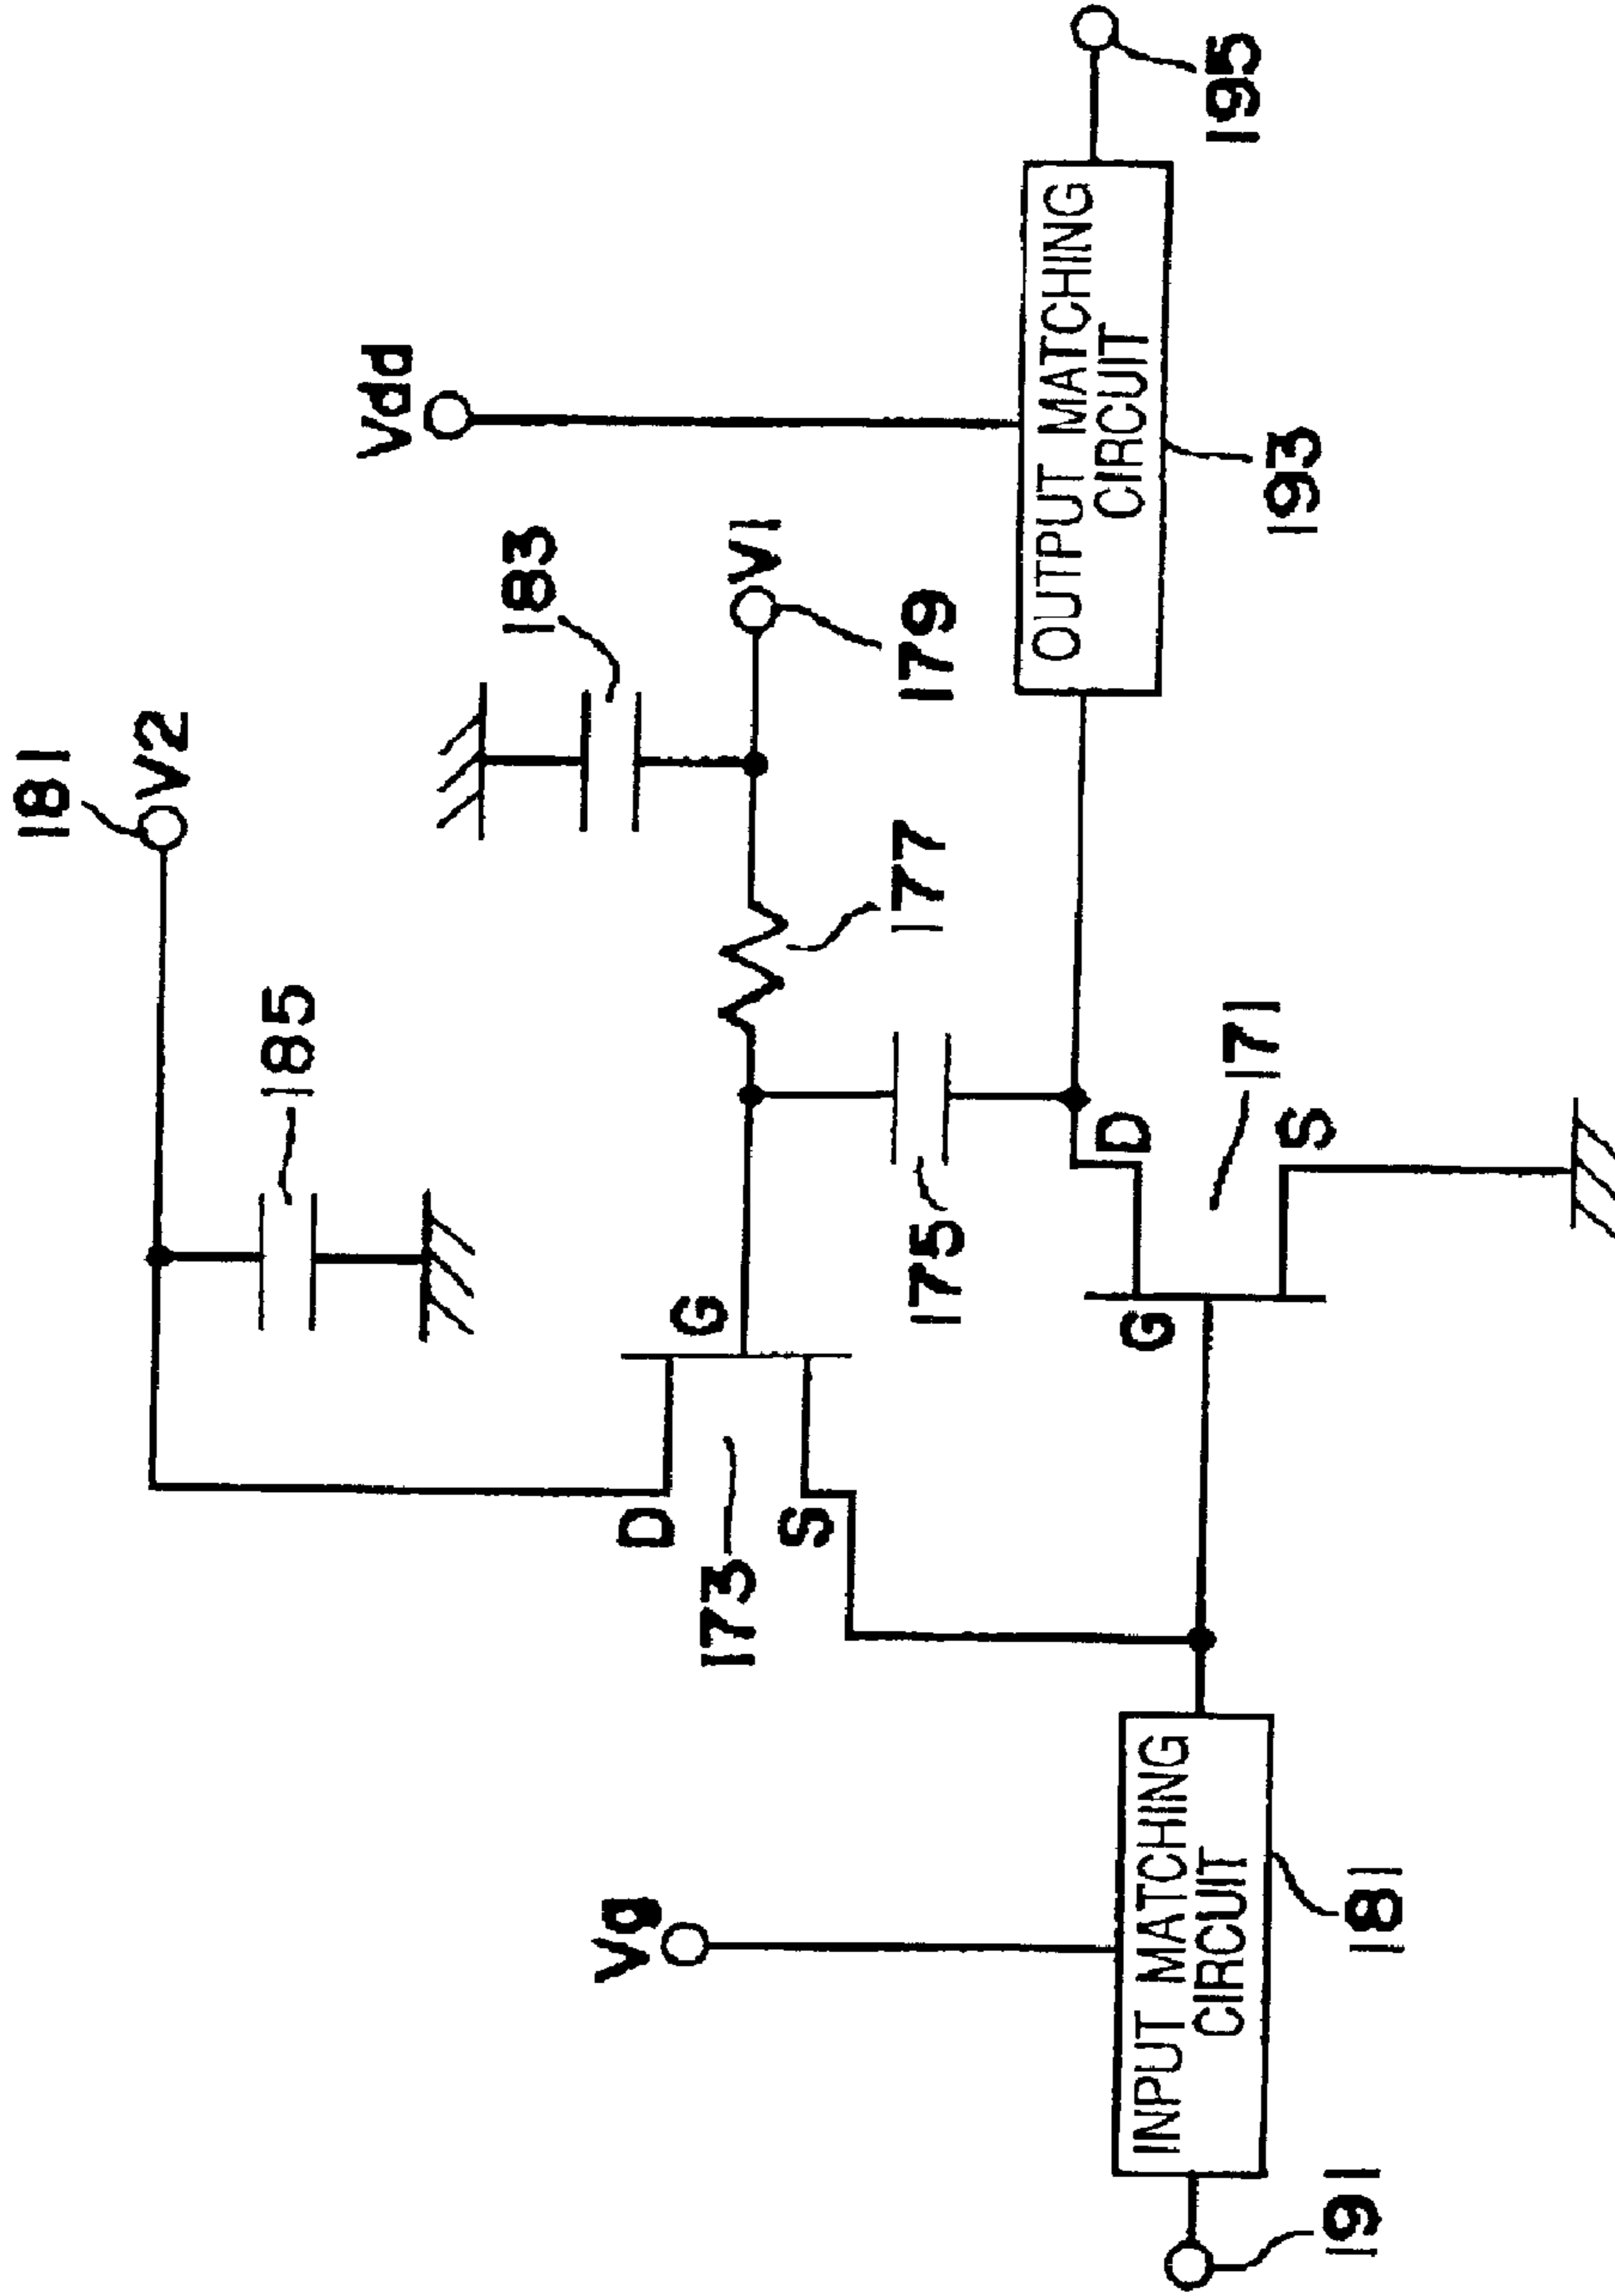 181
V2
185
183
Vdd
V1
179
177
G
D
173
S
175
D
G
171
S
Vg
INPUT MATCHING
CIRCUIT
181
191
OUTPUT MATCHING
CIRCUIT
193
195